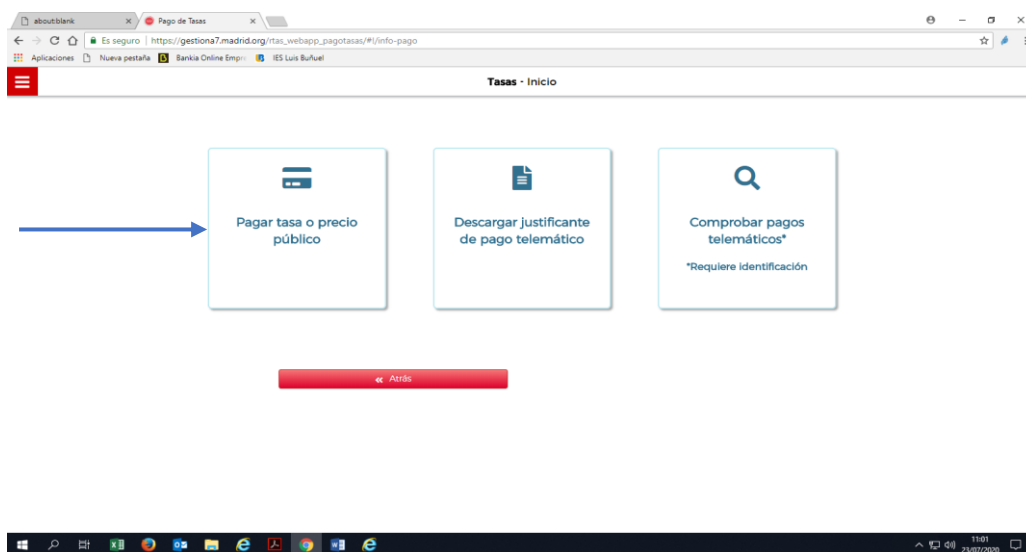 about:blank
Pago de Tasas
Es seguro | https://gestiona7.madrid.org/rtas_webapp_pagotasas/#!/info-pago
Aplicaciones Nueva pestaña Bankia Online Empr IES Luis Buñuel
Tasas - Inicio
Pagar tasa o precio
público
Descargar justificante
de pago telemático
Comprobar pagos
telemáticos*
*Requiere identificación
« Atrás
11:01
23/07/2020